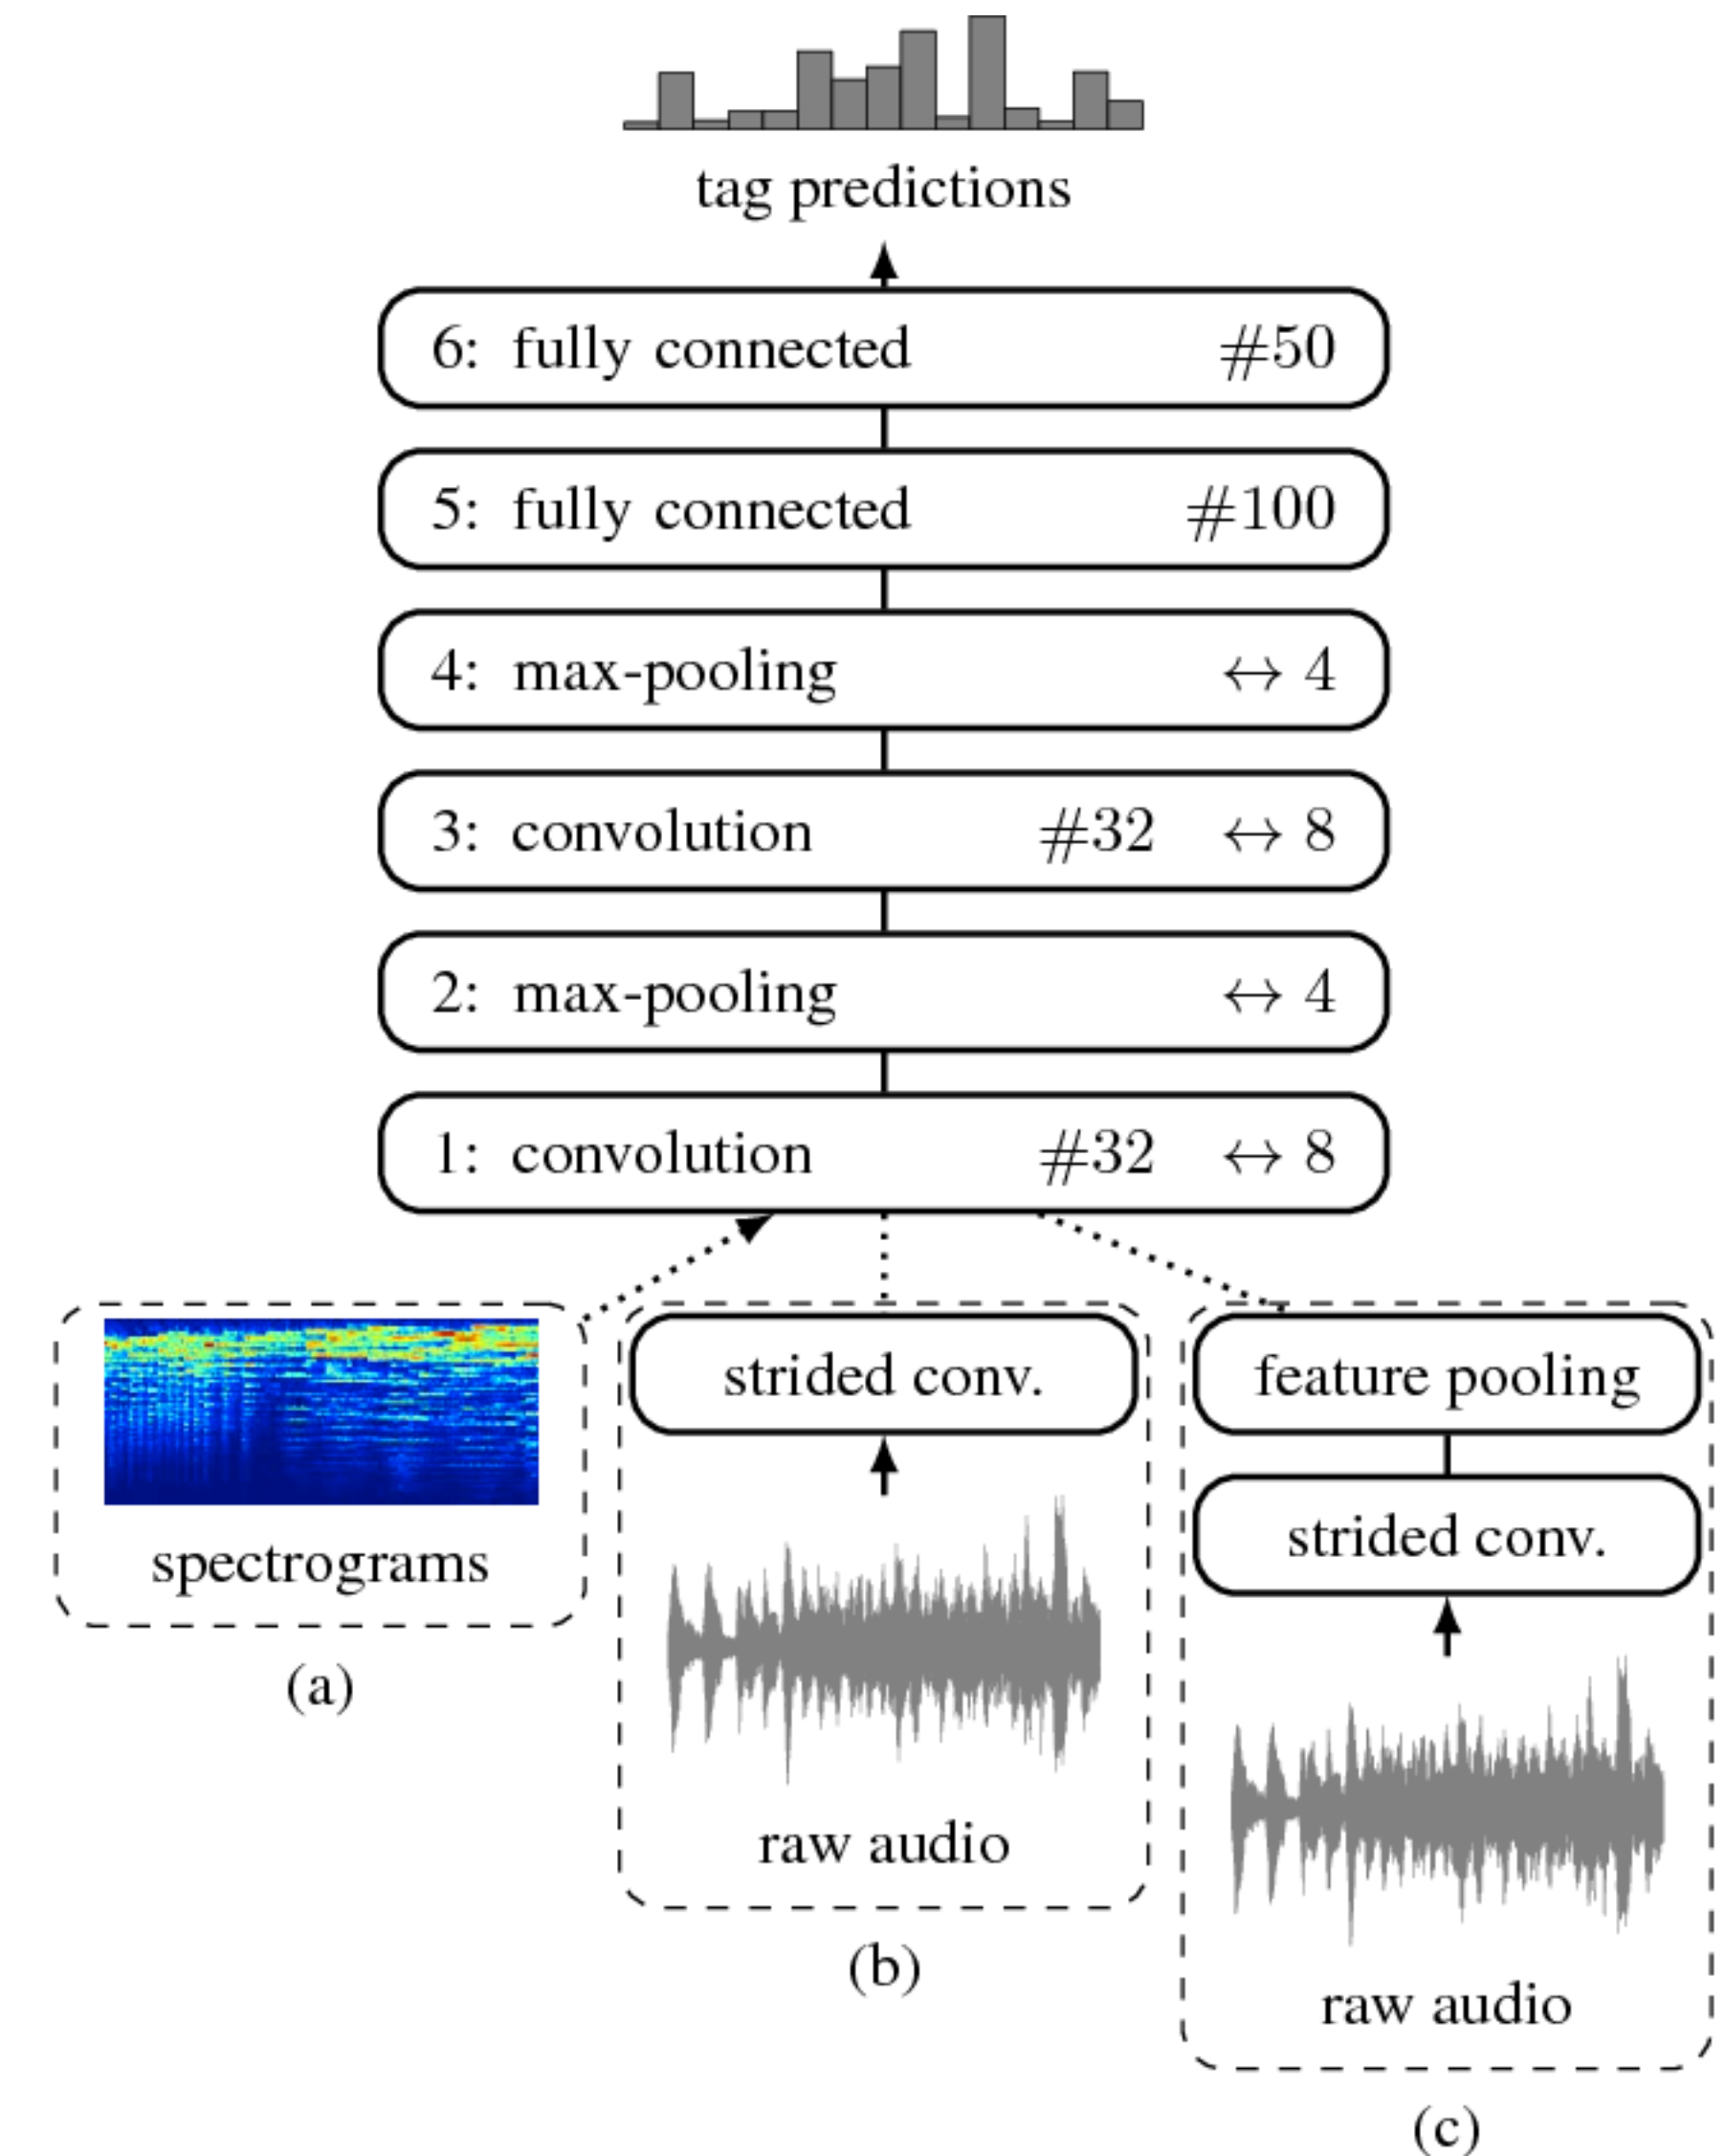 tag predictions
6: fully connected #50
5: fully connected #100
4: max-pooling ↔ 4
3: convolution #32 ↔ 8
2: max-pooling ↔ 4
1: convolution #32 ↔ 8
spectrograms
(a)
strided conv.
raw audio
(b)
feature pooling
strided conv.
raw audio
(c)